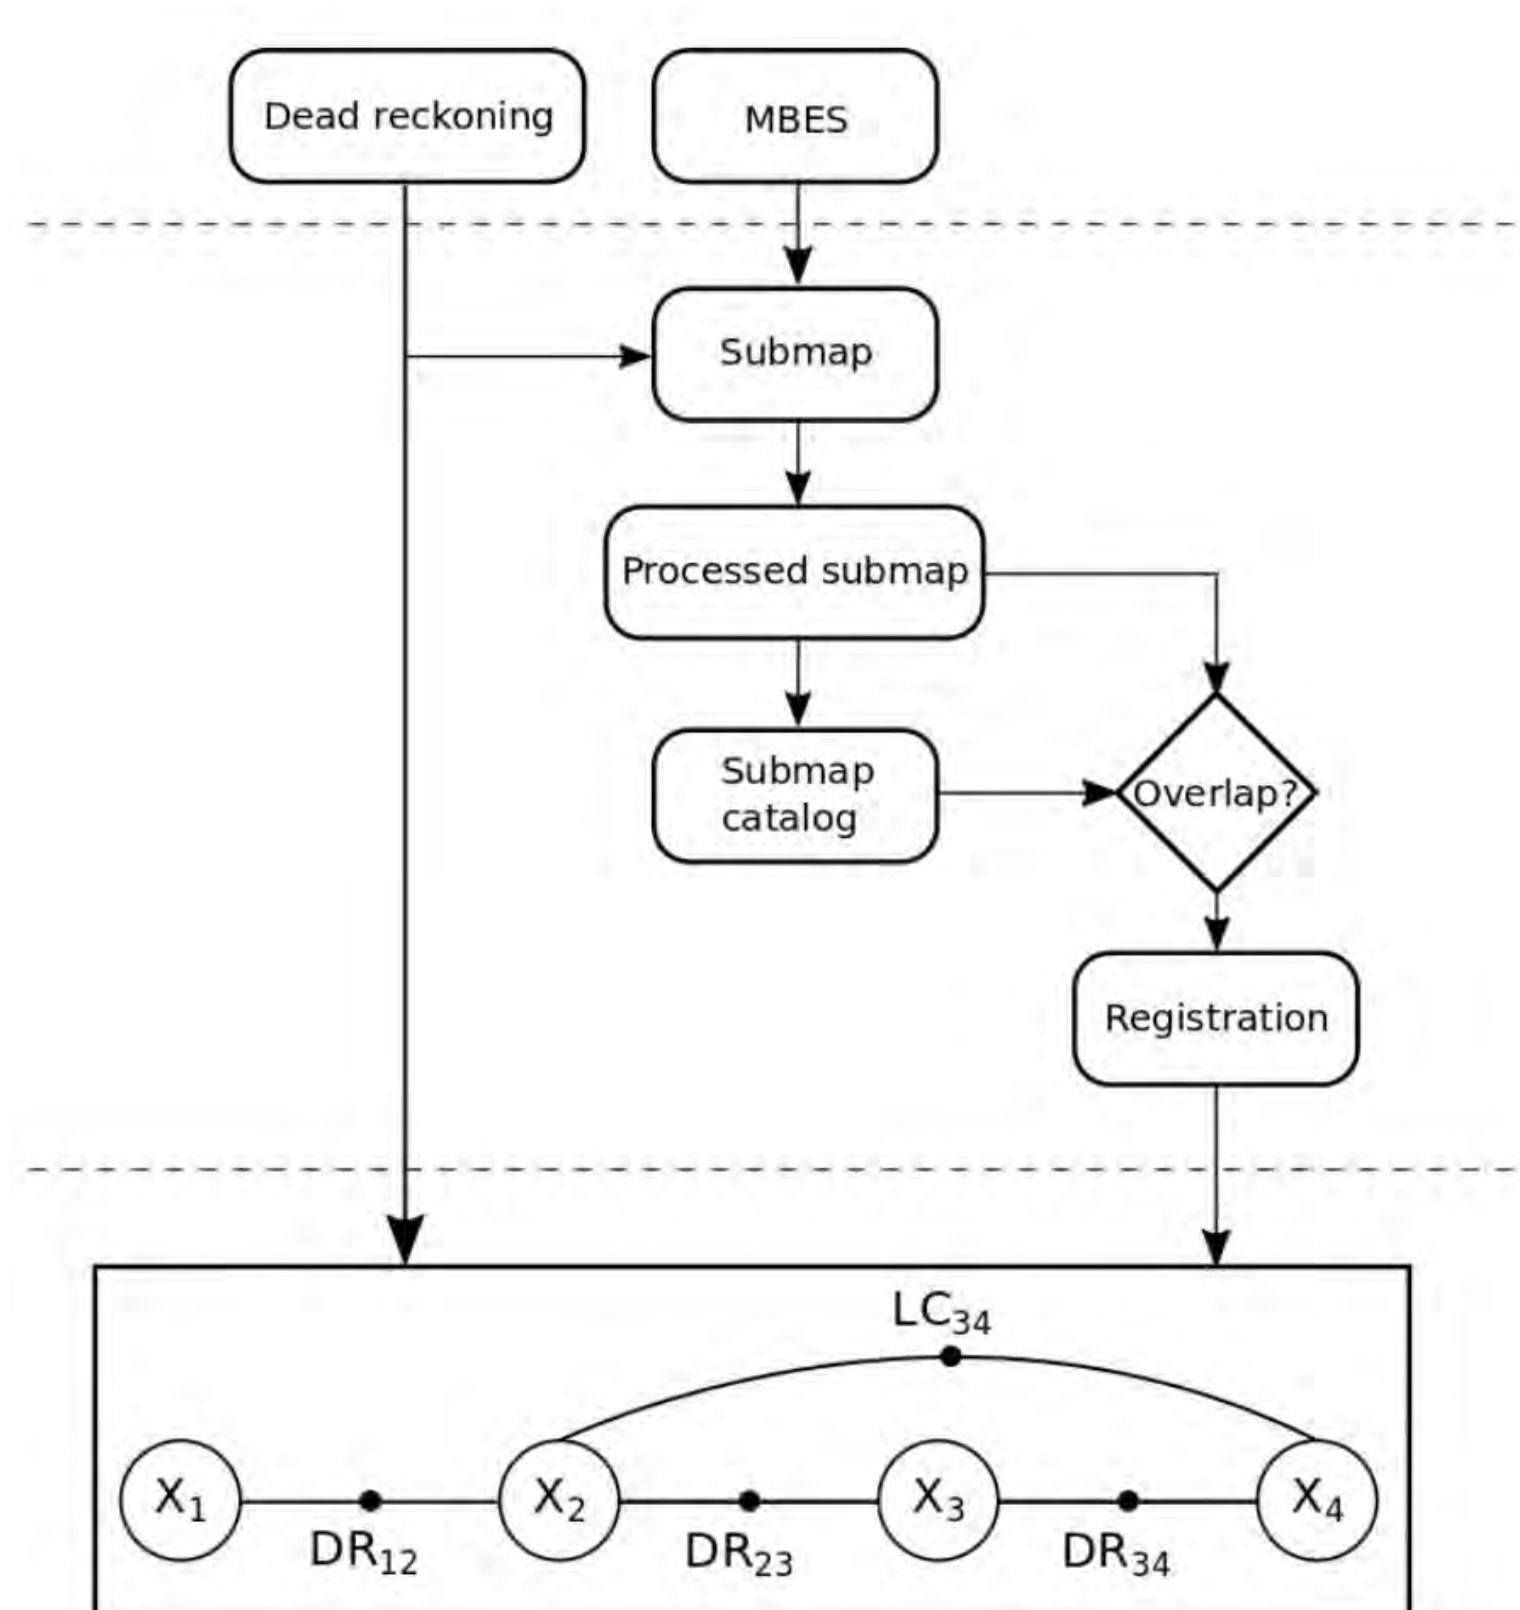 Dead reckoning
MBES
Submap
Processed submap
Submap
catalog
Overlap?
Registration
LC34
X1
X2
X3
X4
DR12
DR23
DR34